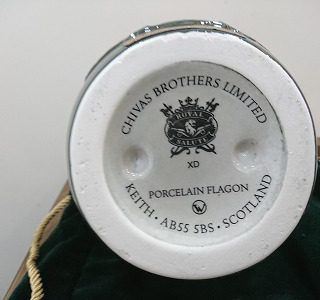 CHIVAS BROTHERS LIMITED
ROYAL
SALUTE
XD
PORCELAIN FLAGON
W
KEITH · AB55 5BS · SCOTLAND